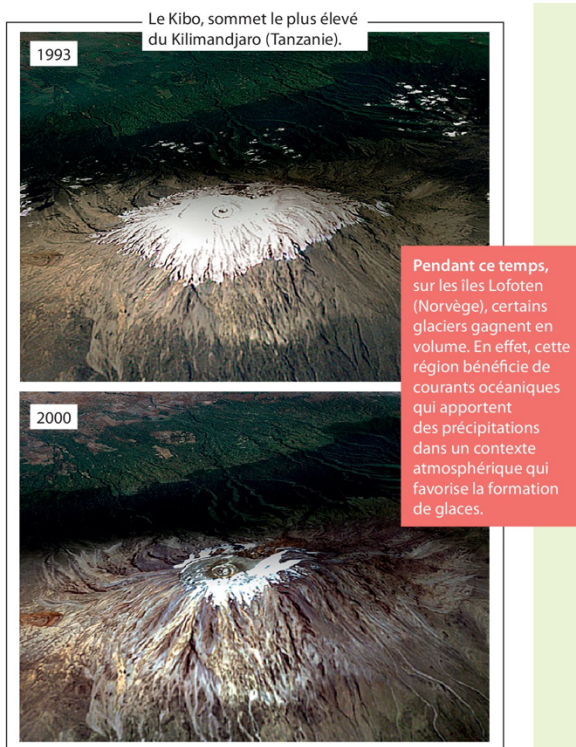 Le Kibo, sommet le plus élevé
du Kilimandjaro (Tanzanie).
1993
Pendant ce temps,
sur les îles Lofoten
(Norvège), certains
glaciers gagnent en
volume. En effet, cette
région bénéficie de
courants océaniques
qui apportent
des précipitations
dans un contexte
atmosphérique qui
favorise la formation
de glaces.
2000